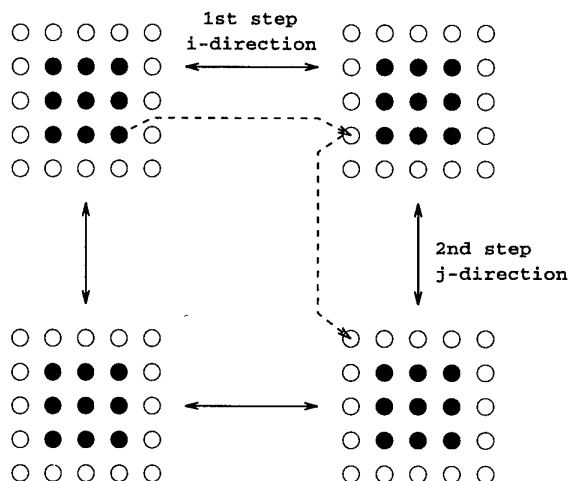 1st step
i-direction
2nd step
j-direction